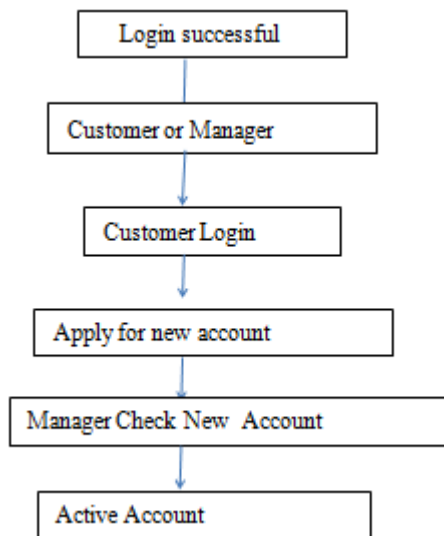 Login successful
Customer or Manager
Customer Login
Apply for new account
Manager Check New Account
Active Account